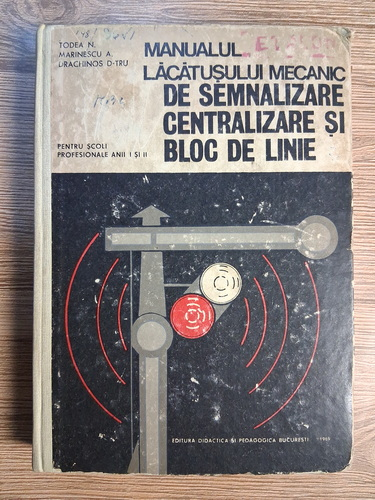 TODEA N.
MARINESCU A.
DRACHINOS D-TRU
MANUALUL
LĂCĂTUȘULUI MECANIC
DE SEMNALIZARE
CENTRALIZARE ȘI
BLOC DE LINIE
PENTRU ȘCOLI
PROFESIONALE ANII I ȘI II
EDITURA DIDACTICĂ ȘI PEDAGOGICĂ BUCUREȘTI